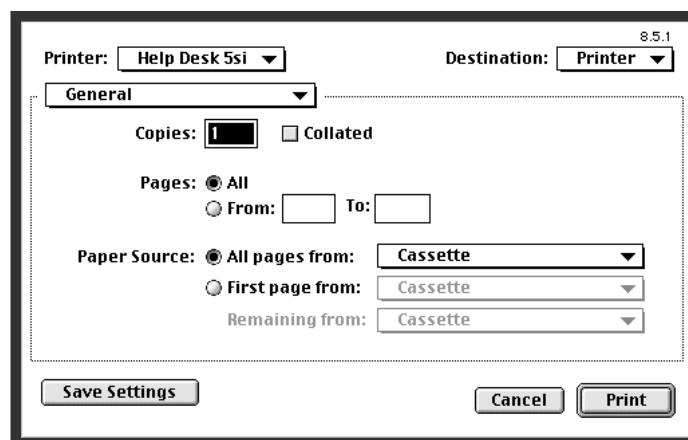 8.5.1
Printer: Help Desk 5si Destination: Printer
General
Copies: 1 Collated
Pages: All
From: To:
Paper Source: All pages from: Cassette
First page from: Cassette
Remaining from: Cassette
Save Settings Cancel Print